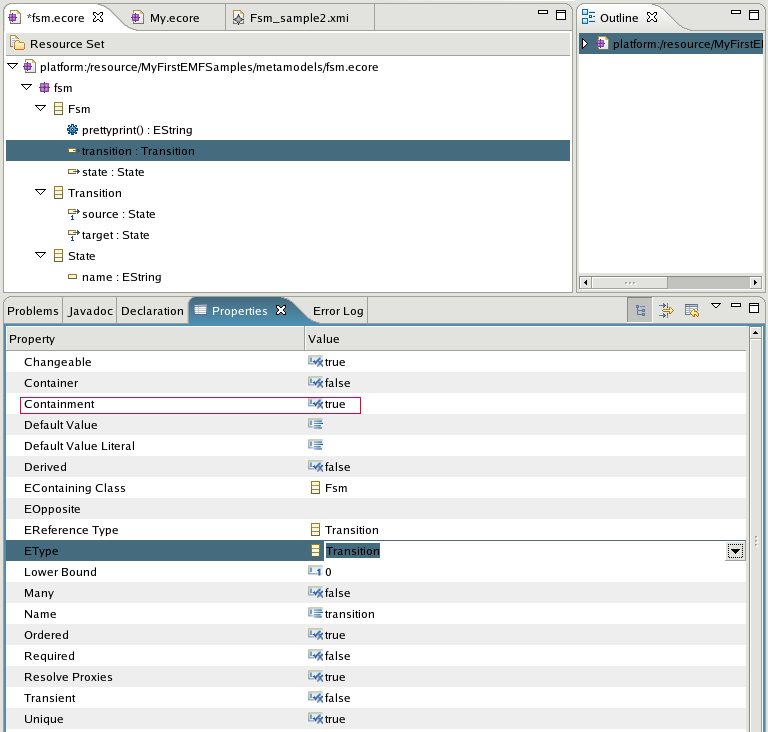 *fsm.ecore
My.ecore
Fsm_sample2.xmi
Outline
Resource Set
platform:/resource/MyFirstEMFSamples/metamodels/fsm.ecore
platform:/resource/MyFirstEM
fsm
Fsm
prettyprint() : EString
transition : Transition
state : State
Transition
source : State
target : State
State
name : EString
Problems
Javadoc
Declaration
Properties
Error Log
Property Value
Changeable true
Container false
Containment true
Default Value
Default Value Literal
Derived false
EContaining Class Fsm
EOpposite
EReference Type Transition
EType Transition
Lower Bound 0
Many false
Name transition
Ordered true
Required false
Resolve Proxies true
Transient false
Unique true